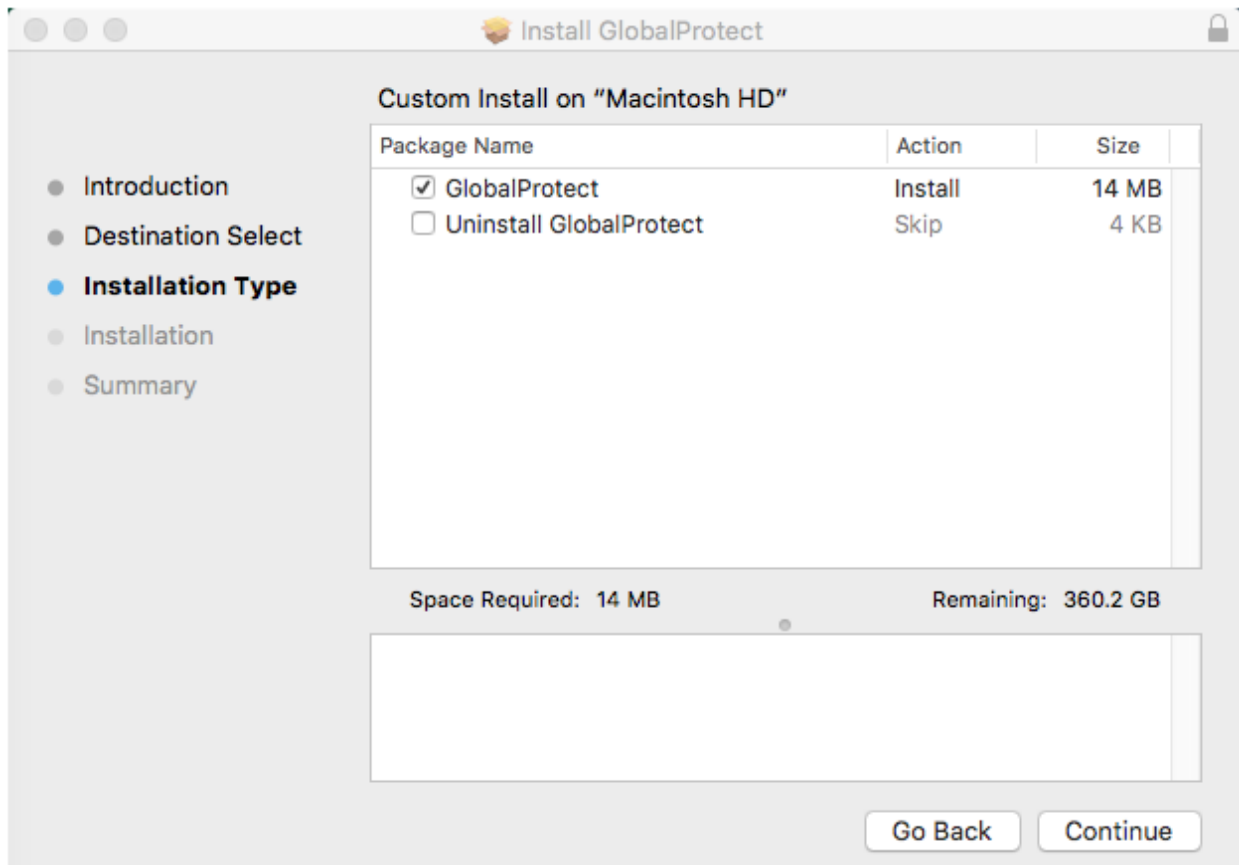 Install GlobalProtect
Custom Install on “Macintosh HD”
Package Name Action Size
GlobalProtect Install 14 MB
Uninstall GlobalProtect Skip 4 KB
Introduction
Destination Select
Installation Type
Installation
Summary
Space Required: 14 MB Remaining: 360.2 GB
Go Back Continue